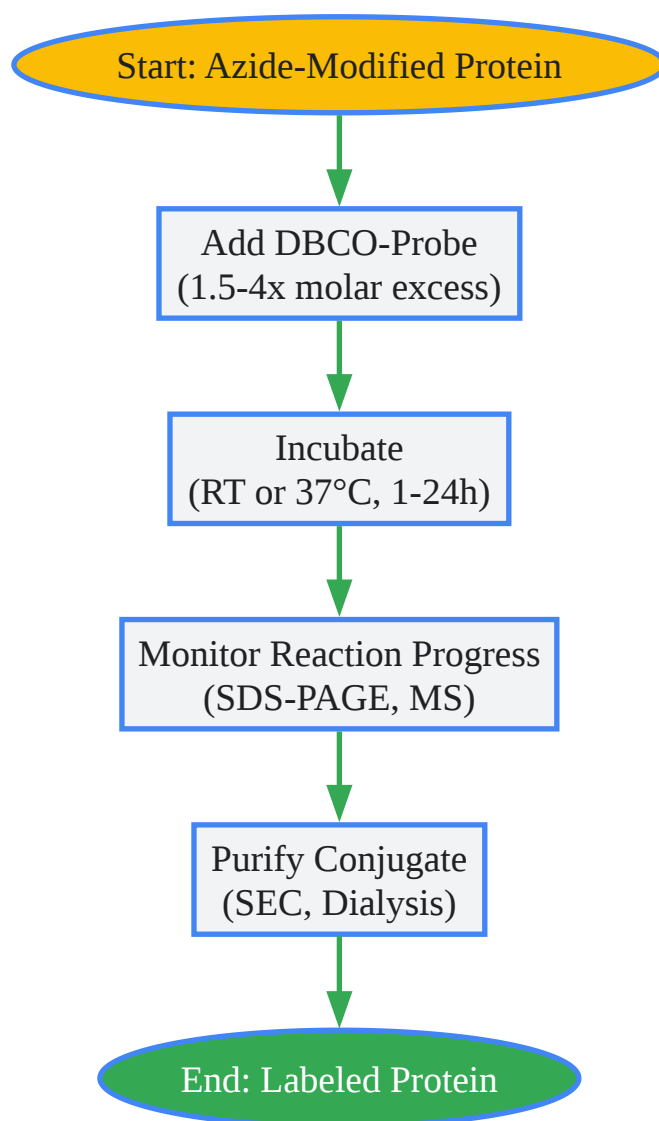 Start: Azide-Modified Protein
Add DBCO-Probe
(1.5-4x molar excess)
Incubate
(RT or 37°C, 1-24h)
Monitor Reaction Progress
(SDS-PAGE, MS)
Purify Conjugate
(SEC, Dialysis)
End: Labeled Protein